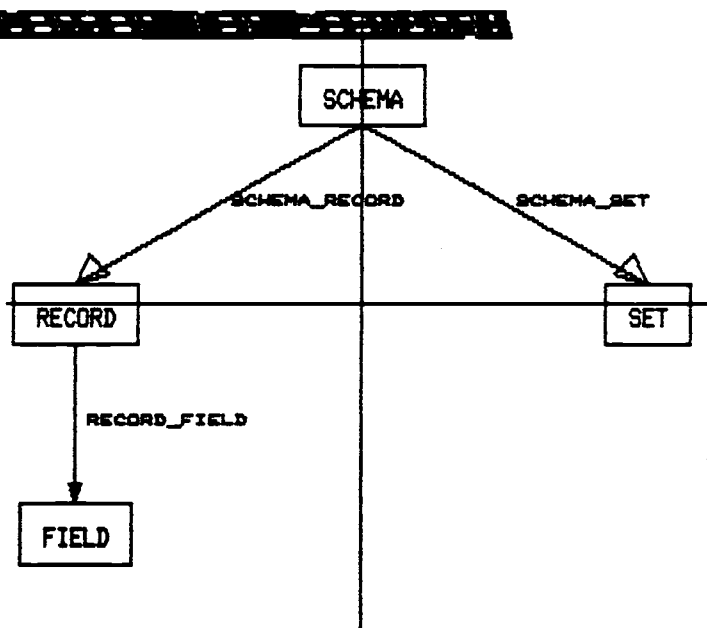 SCHEMA
SCHEMA_RECORD
SCHEMA_SET
RECORD
SET
RECORD_FIELD
FIELD